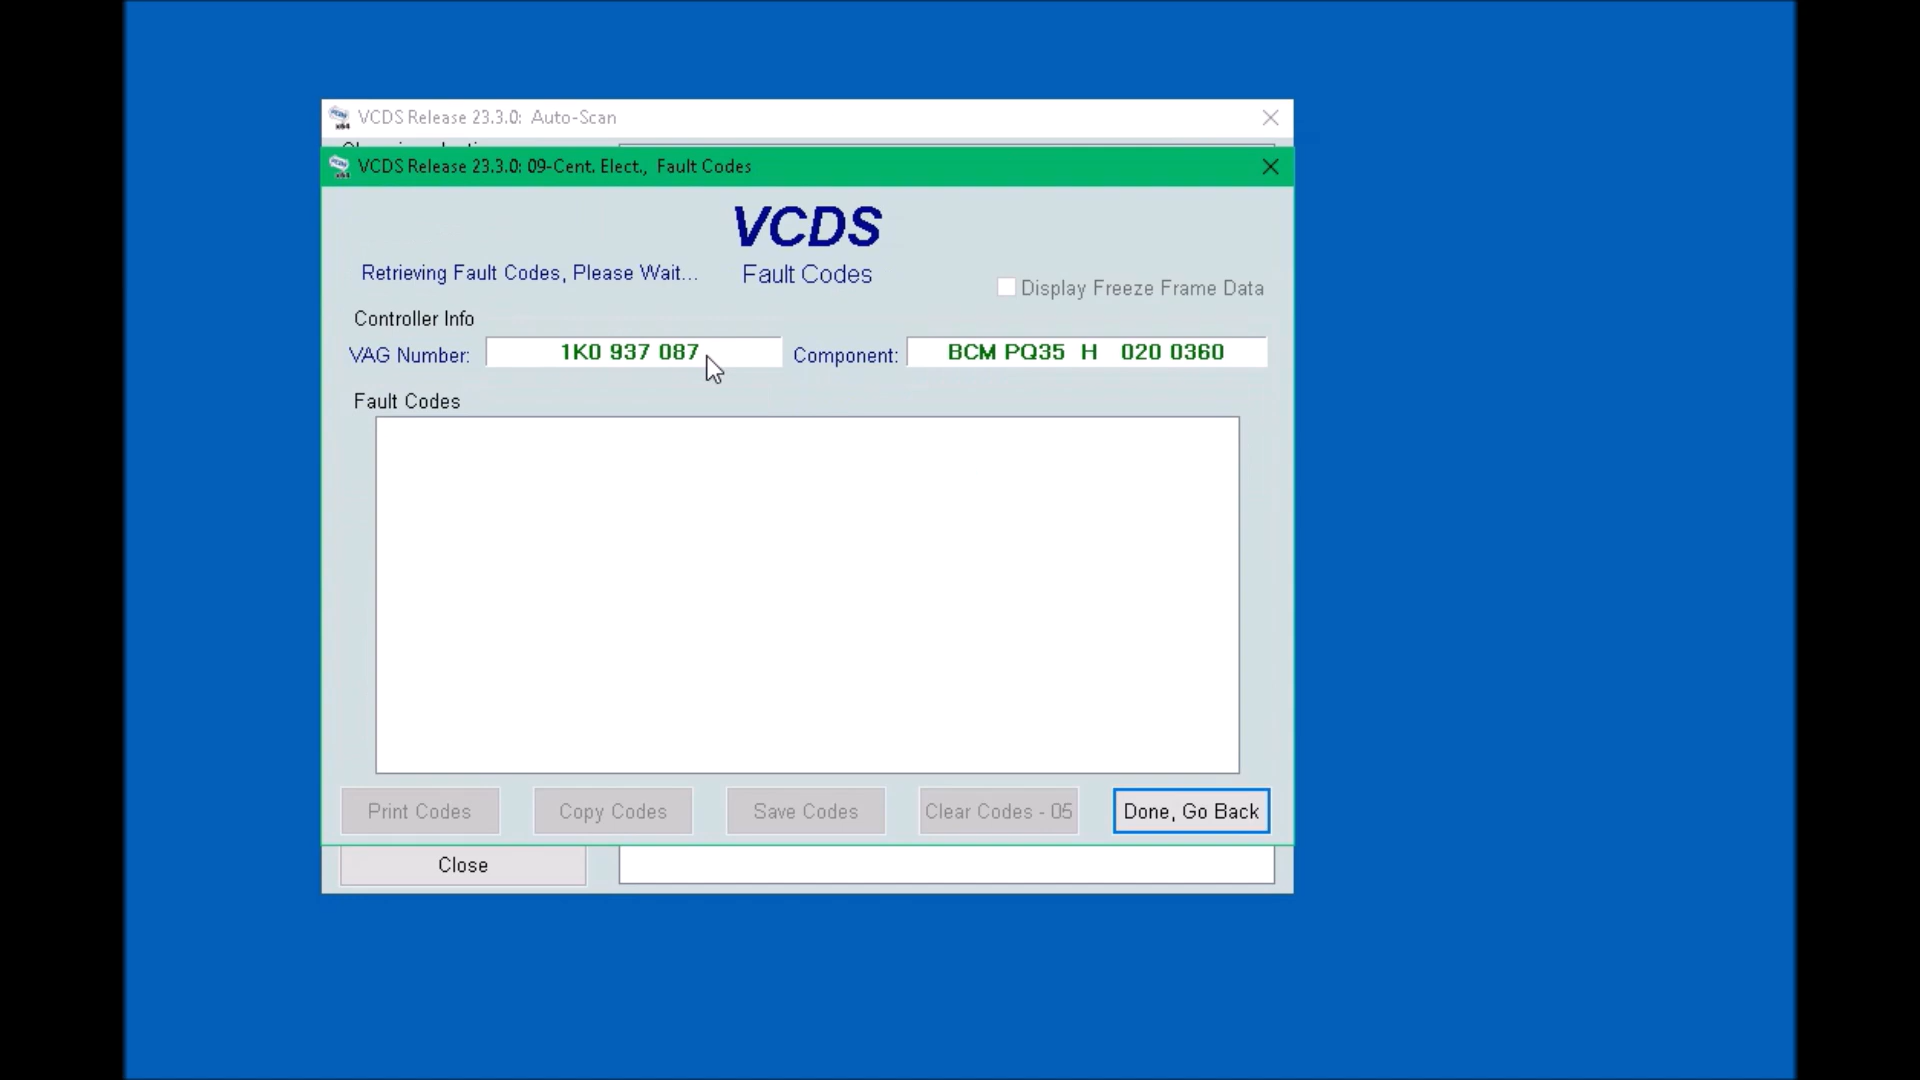 VCDS Release 23.3.0: Auto-Scan
VCDS Release 23.3.0: 09-Cent. Elect., Fault Codes
VCDS
Retrieving Fault Codes, Please Wait...
Fault Codes
Display Freeze Frame Data
Controller Info
VAG Number: 1K0 937 087 Component: BCM PQ35 H 020 0360
Fault Codes
Print Codes Copy Codes Save Codes Clear Codes - 05 Done, Go Back
Close